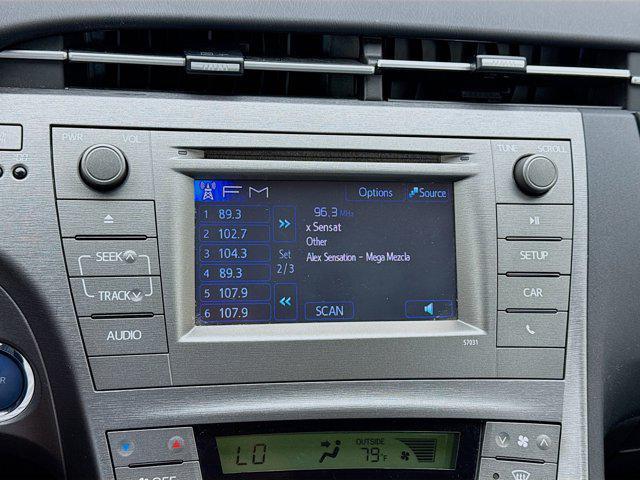 PWR VOL
TUNE SCROLL
FM Options Source
1 89.3
2 102.7
3 104.3
4 89.3
5 107.9
6 107.9
Set
2/3
96.3 MHz
x Sensat
Other
Alex Sensation - Mega Mezcla
SCAN
SEEK
TRACK
AUDIO
SETUP
CAR
57031
LO
OUTSIDE
79°F
OFF